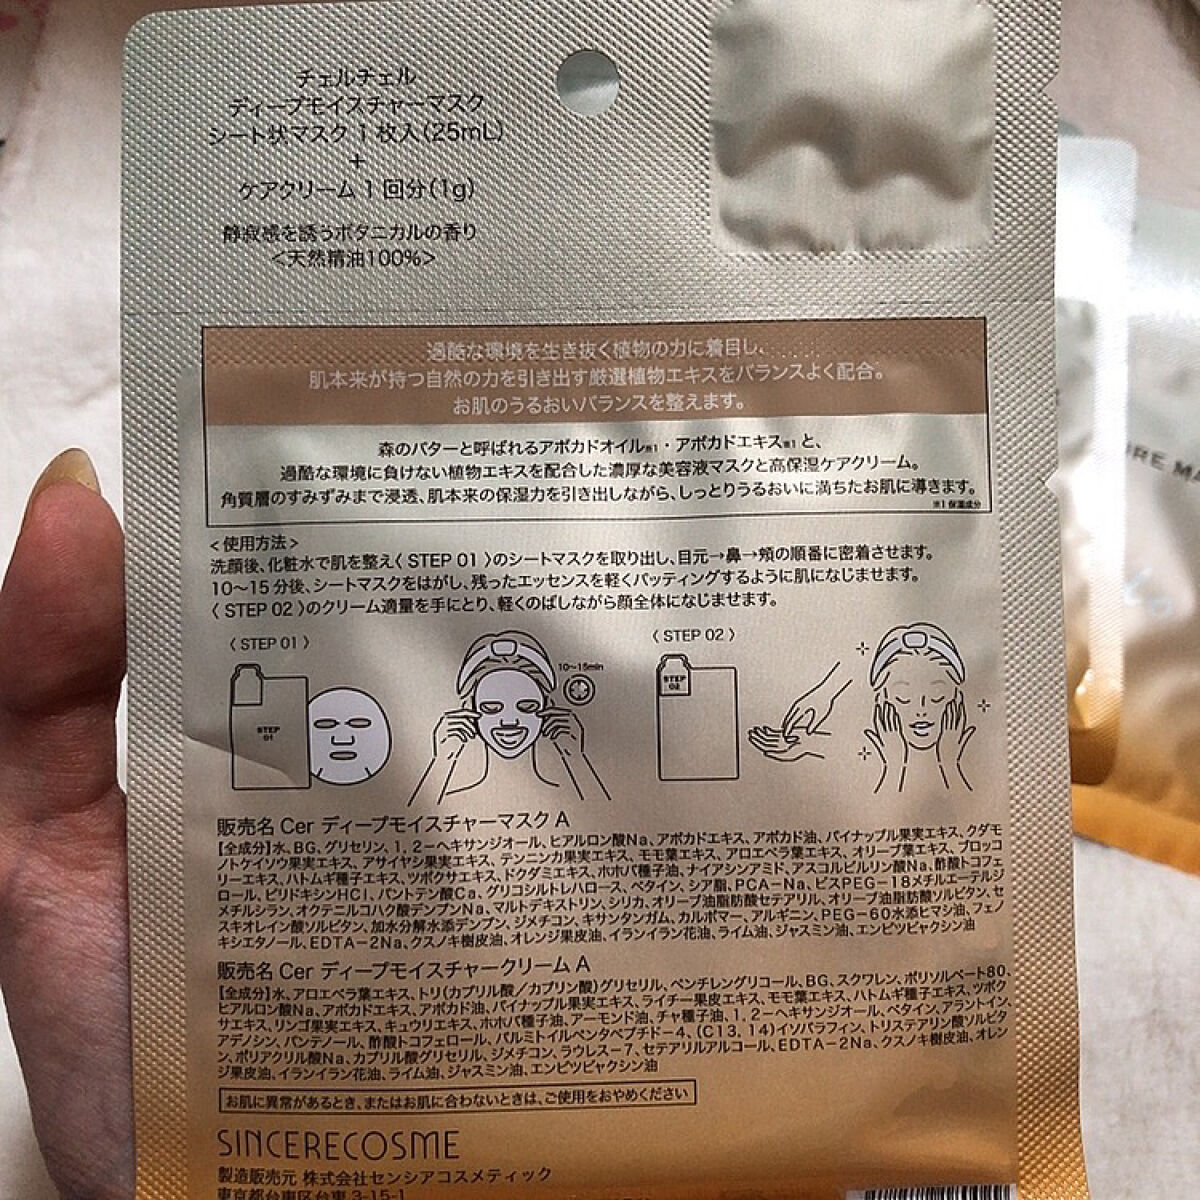 チェルチェル
ディープモイスチャーマスク
シート状マスク 1 枚入(25mL)
+
ケアクリーム 1 回分(1g)
静寂感を誘うボタニカルの香り
<天然精油100%>
過酷な環境を生き抜く植物の力に着目し、
肌本来が持つ自然の力を引き出す厳選植物エキスをバランスよく配合。
お肌のうるおいバランスを整えます。
森のバターと呼ばれるアボカドオイル※1・アボカドエキス※1 と、
過酷な環境に負けない植物エキスを配合した濃厚な美容液マスクと高保湿ケアクリーム。
角質層のすみずみまで浸透、肌本来の保湿力を引き出しながら、しっとりうるおいに満ちたお肌に導きます。
※1 保湿成分
<使用方法>
洗顔後、化粧水で肌を整え〈 STEP 01 〉のシートマスクを取り出し、目元→鼻→頬の順番に密着させます。
10〜15 分後、シートマスクをはがし、残ったエッセンスを軽くパッティングするように肌になじませます。
〈 STEP 02 〉のクリーム適量を手にとり、軽くのばしながら顔全体になじませます。
〈 STEP 01 〉
〈 STEP 02 〉
10〜15min
STEP
01
STEP
02
販売名 Cer ディープモイスチャーマスク A
【全成分】水、BG、グリセリン、1, 2-ヘキサンジオール、ヒアルロン酸Na、アボカドエキス、アボカド油、パイナップル果実エキス、クダモ
ノトケイソウ果実エキス、アサイヤシ果実エキス、テンニンカ果実エキス、モモ葉エキス、アロエベラ葉エキス、オリーブ葉エキス、ブロッコ
リーエキス、ハトムギ種子エキス、ツボクサエキス、ドクダミエキス、ホホバ種子油、ナイアシンアミド、アスコルビルリン酸Na、酢酸トコフェ
ロール、ピリドキシンHCl、パントテン酸Ca、グリコシルトレハロース、ベタイン、シア脂、PCA-Na、ビスPEG-18メチルエーテルジ
メチルシラン、オクテニルコハク酸デンプンNa、マルトデキストリン、シリカ、オリーブ油脂肪酸セテアリル、オリーブ油脂肪酸ソルビタン、セ
スキオレイン酸ソルビタン、加水分解水添デンプン、ジメチコン、キサンタンガム、カルボマー、アルギニン、PEG-60水添ヒマシ油、フェノ
キシエタノール、EDTA-2Na、クスノキ樹皮油、オレンジ果皮油、イランイラン花油、ライム油、ジャスミン油、エンピツビャクシン油
販売名 Cer ディープモイスチャークリーム A
【全成分】水、アロエベラ葉エキス、トリ(カプリル酸/カプリン酸)グリセリル、ペンチレングリコール、BG、スクワレン、ポリソルベート80、
ヒアルロン酸Na、アボカドエキス、アボカド油、パイナップル果実エキス、ライチー果皮エキス、モモ葉エキス、ハトムギ種子エキス、ツボク
サエキス、リンゴ果実エキス、キュウリエキス、ホホバ種子油、アーモンド油、チャ種子油、1, 2-ヘキサンジオール、ベタイン、アラントイン、
アデノシン、パンテノール、酢酸トコフェロール、パルミトイルペンタペプチド-4、(C13, 14)イソパラフィン、トリステアリン酸ソルビタ
ン、ポリアクリル酸Na、カプリル酸グリセリル、ジメチコン、ラウレス-7、セテアリルアルコール、EDTA-2Na、クスノキ樹皮油、オレン
ジ果皮油、イランイラン花油、ライム油、ジャスミン油、エンピツビャクシン油
お肌に異常があるとき、またはお肌に合わないときは、ご使用をおやめください
SINCERECOSME
製造販売元 株式会社センシアコスメティック
東京都台東区台東 3-15-1